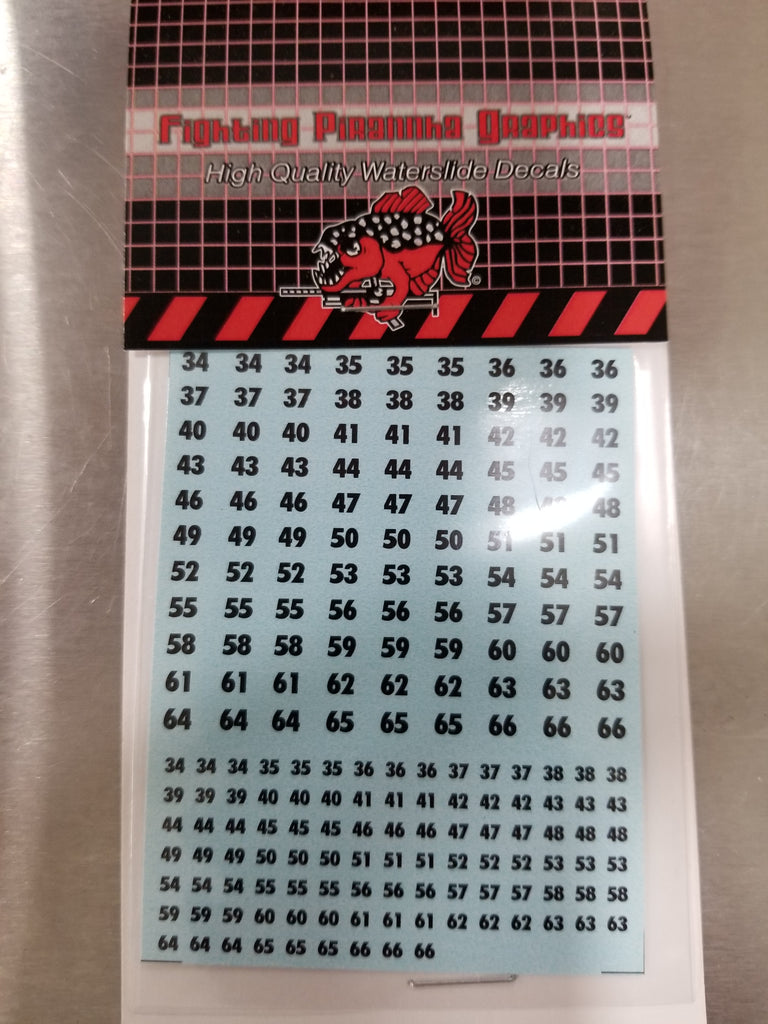 Fighting Piranha Graphics™
High Quality Waterslide Decals
©
34 34 34 35 35 35 36 36 36
37 37 37 38 38 38 39 39 39
40 40 40 41 41 41 42 42 42
43 43 43 44 44 44 45 45 45
46 46 46 47 47 47 48 48
49 49 49 50 50 50 51 51 51
52 52 52 53 53 53 54 54 54
55 55 55 56 56 56 57 57 57
58 58 58 59 59 59 60 60 60
61 61 61 62 62 62 63 63 63
64 64 64 65 65 65 66 66 66
34 34 34 35 35 35 36 36 36 37 37 37 38 38 38
39 39 39 40 40 40 41 41 41 42 42 42 43 43 43
44 44 44 45 45 45 46 46 46 47 47 47 48 48 48
49 49 49 50 50 50 51 51 51 52 52 52 53 53 53
54 54 54 55 55 55 56 56 56 57 57 57 58 58 58
59 59 59 60 60 60 61 61 61 62 62 62 63 63 63
64 64 64 65 65 65 66 66 66